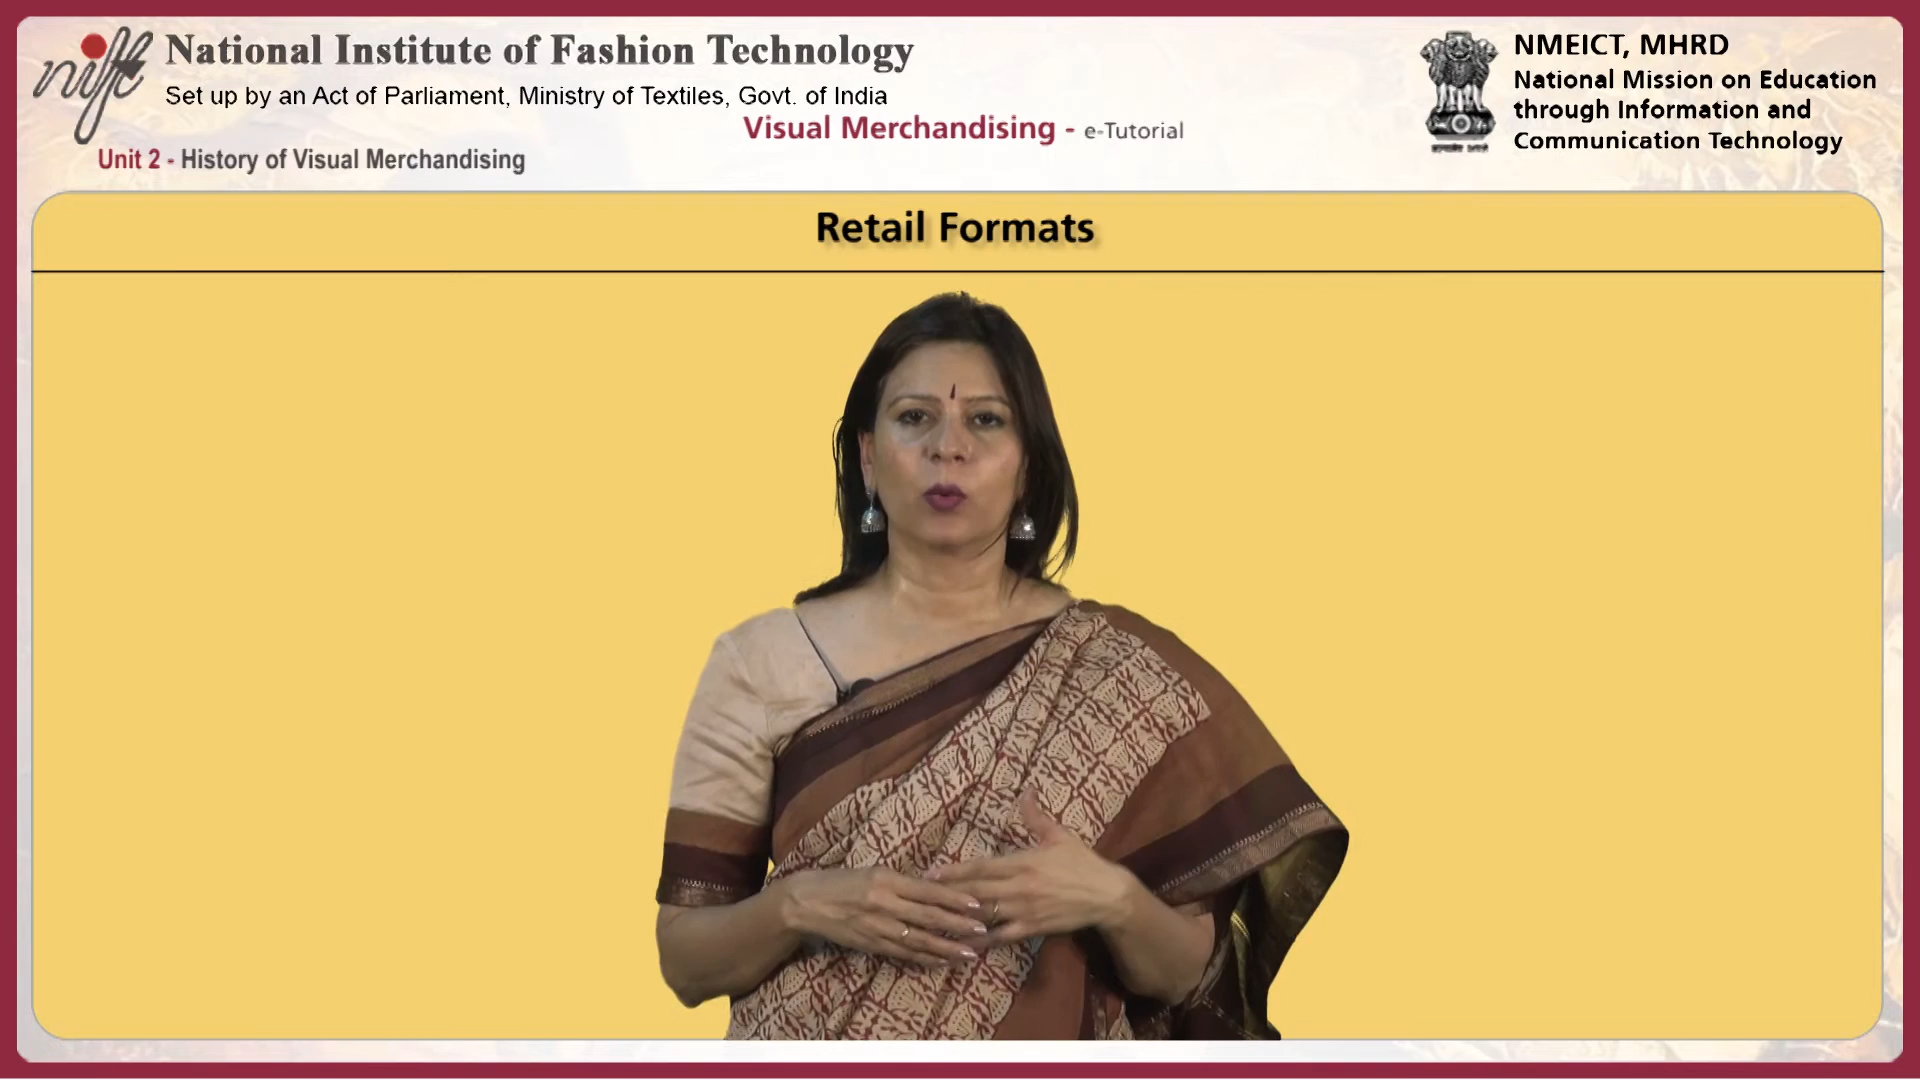 nift
National Institute of Fashion Technology
Set up by an Act of Parliament, Ministry of Textiles, Govt. of India
Visual Merchandising - e-Tutorial
Unit 2 - History of Visual Merchandising
NMEICT, MHRD
National Mission on Education
through Information and
Communication Technology
Retail Formats